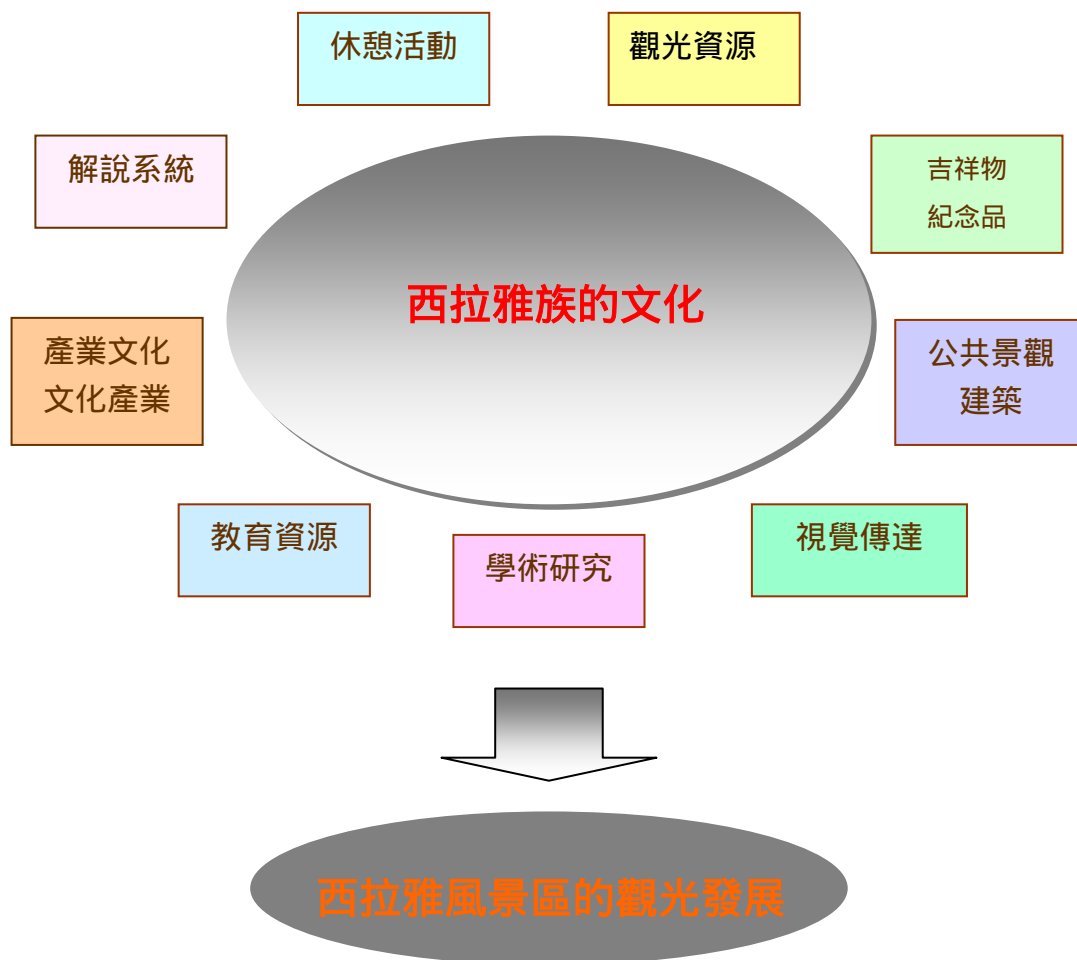 休憩活動
觀光資源
解說系統
吉祥物
紀念品
西拉雅族的文化
產業文化
文化產業
公共景觀
建築
教育資源
學術研究
視覺傳達
西拉雅風景區的觀光發展